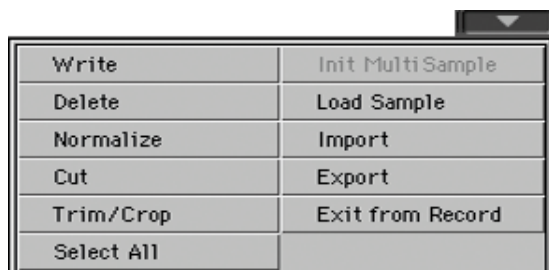 Write
Init MultiSample
Delete
Load Sample
Normalize
Import
Cut
Export
Trim/Crop
Exit from Record
Select All